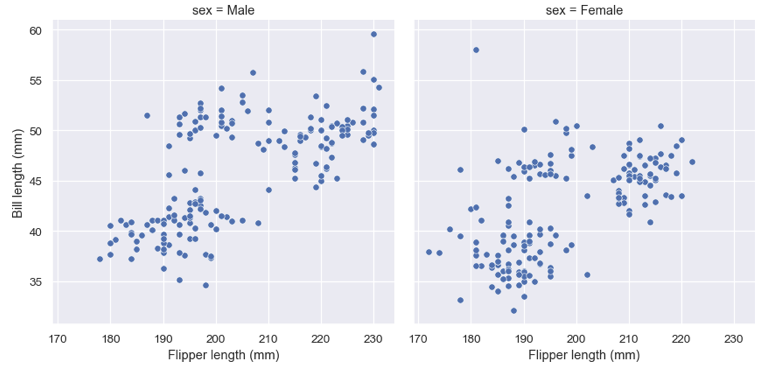 sex = Male
sex = Female
60
55
50
45
40
35
Bill length (mm)
170 180 190 200 210 220 230
170 180 190 200 210 220 230
Flipper length (mm)
Flipper length (mm)